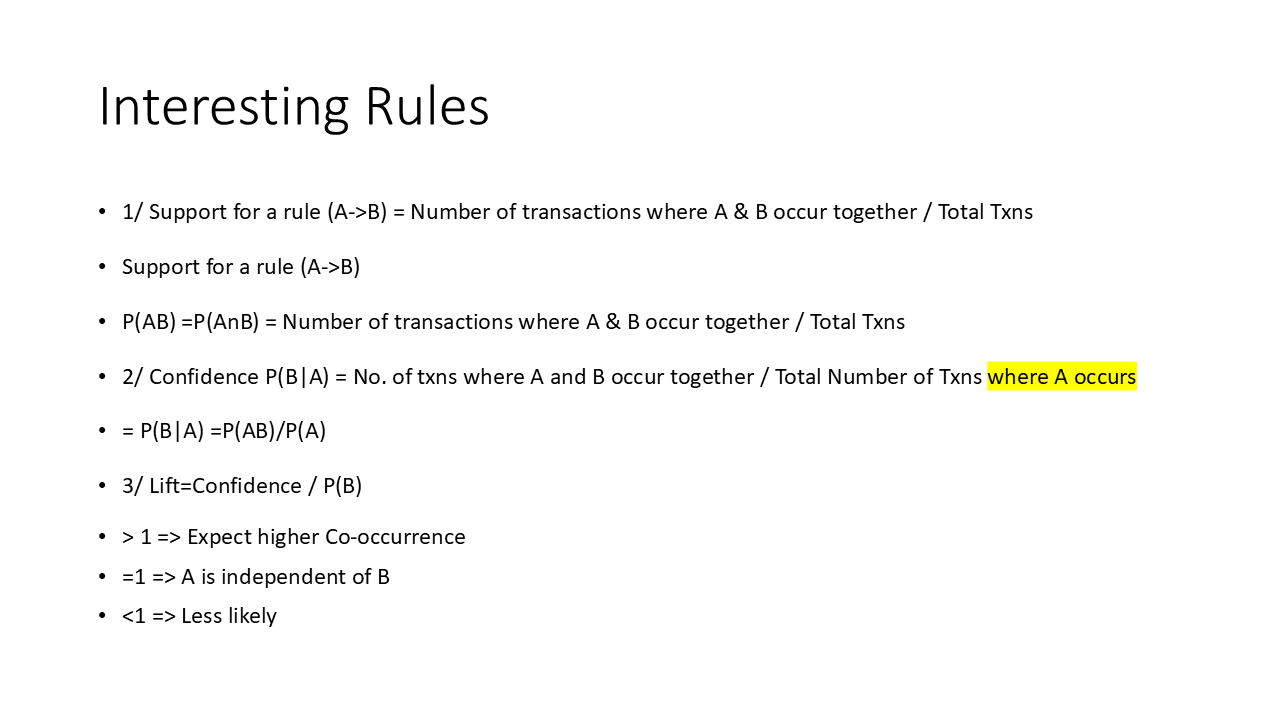 Interesting Rules
• 1/ Support for a rule (A->B) = Number of transactions where A & B occur together / Total Txns
• Support for a rule (A->B)
• P(AB) =P(AnB) = Number of transactions where A & B occur together / Total Txns
• 2/ Confidence P(B|A) = No. of txns where A and B occur together / Total Number of Txns where A occurs
• = P(B|A) =P(AB)/P(A)
• 3/ Lift=Confidence / P(B)
• > 1 => Expect higher Co-occurrence
• =1 => A is independent of B
• <1 => Less likely